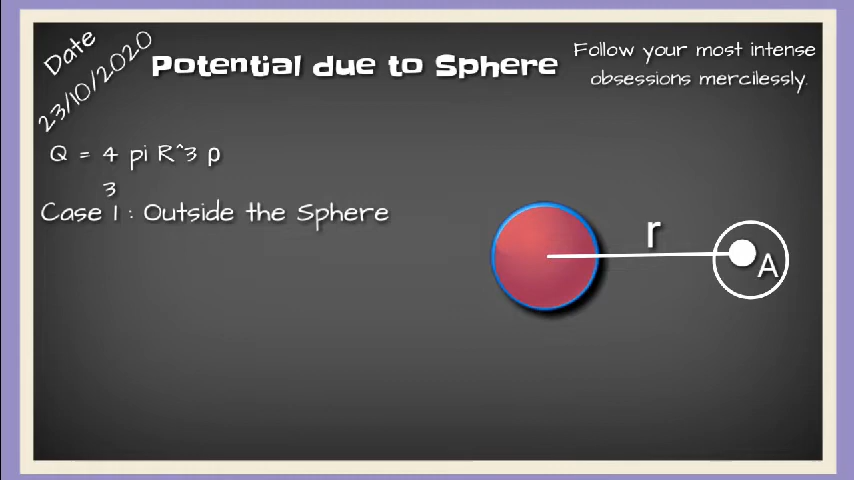 Date
23/10/2020
Potential due to Sphere
Follow your most intense
obsessions mercilessly.
Q = 4 pi R^3 ρ
3
Case 1 : Outside the Sphere
r
A